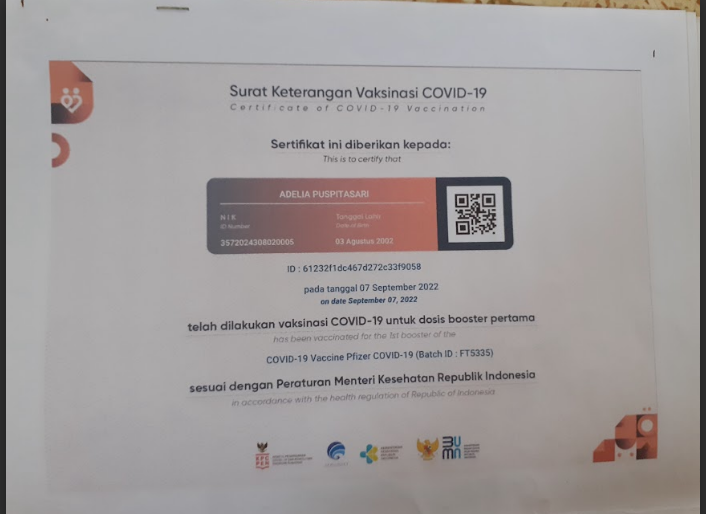 Surat Keterangan Vaksinasi COVID-19
Certificate of COVID-19 Vaccination
Sertifikat ini diberikan kepada:
This is to certify that
ADELIA PUSPITASARI
NIK Tanggal Lahir
ID Number Date of Birth
3572024308020005 03 Agustus 2002
ID : 61232f1dc467d272c33f9058
pada tanggal 07 September 2022
on date September 07, 2022
telah dilakukan vaksinasi COVID-19 untuk dosis booster pertama
has been vaccinated for the 1st booster of the
COVID-19 Vaccine Pfizer COVID-19 (Batch ID : FT5335)
sesuai dengan Peraturan Menteri Kesehatan Republik Indonesia
in accordance with the health regulation of Republic of Indonesia
BUMN